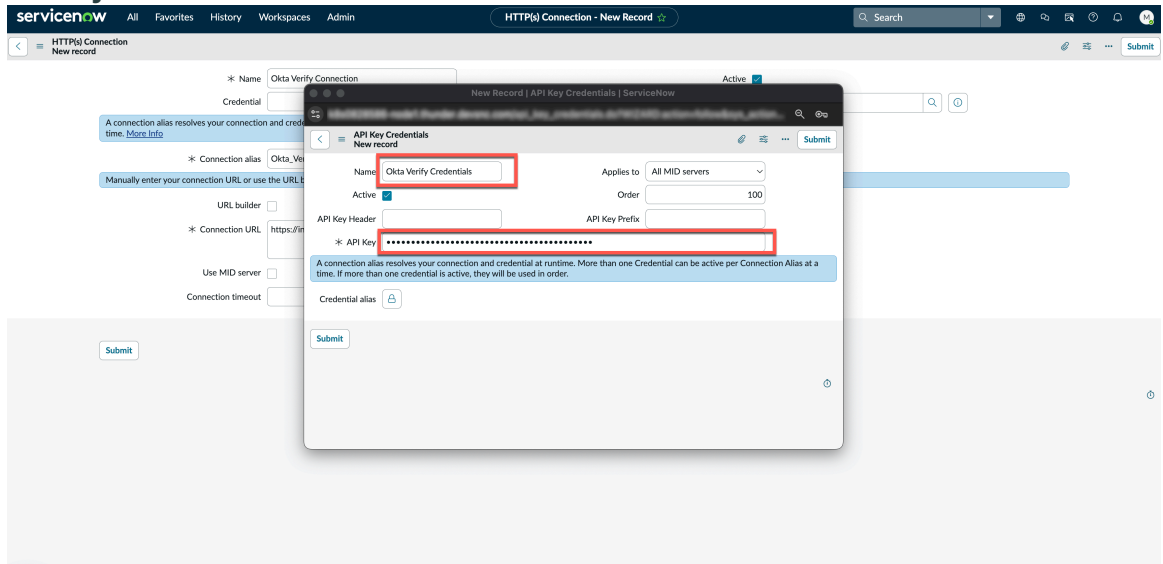 servicenow All Favorites History Workspaces Admin HTTP(s) Connection - New Record Search M
HTTP(s) Connection
New record
Submit
Name Okta Verify Connection Active
Credential
A connection alias resolves your connection and crede
time. More Info
Connection alias Okta_Ve
Manually enter your connection URL or use the URL b
URL builder
Connection URL https://in
Use MID server
Connection timeout
Submit
New Record | API Key Credentials | ServiceNow
API Key Credentials
New record
Submit
Name Okta Verify Credentials Applies to All MID servers
Active Order 100
API Key Header API Key Prefix
API Key
A connection alias resolves your connection and credential at runtime. More than one Credential can be active per Connection Alias at a
time. If more than one credential is active, they will be used in order.
Credential alias
Submit